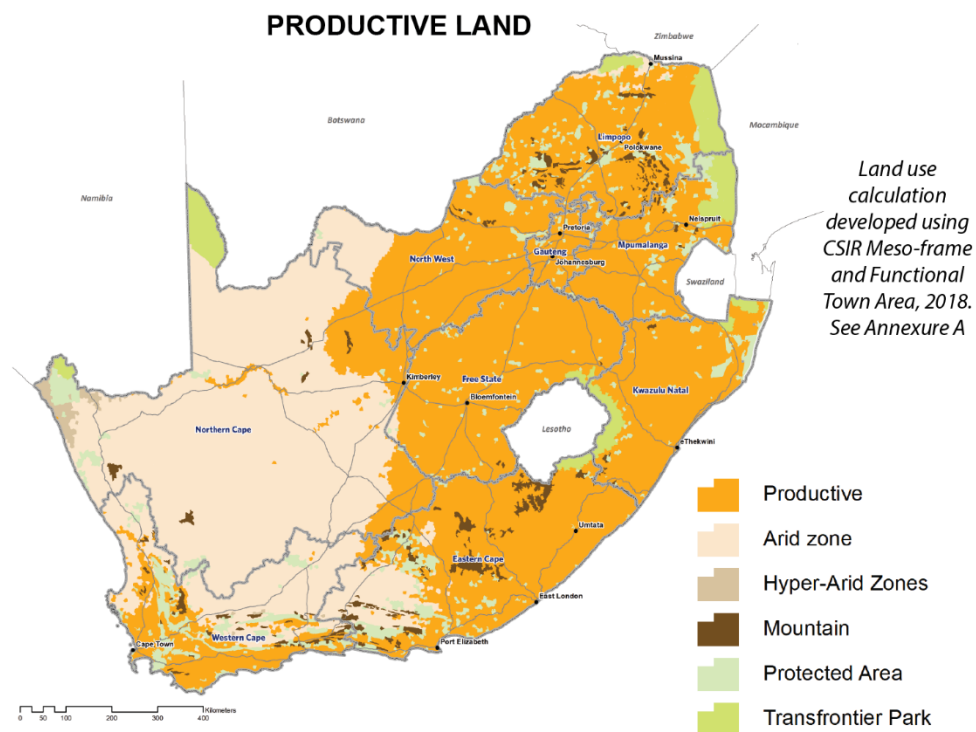 PRODUCTIVE LAND
Zimbabwe
Mussina
Botswana
Mocambique
Limpopo
Polokwane
Namibia
Land use
calculation
developed using
CSIR Meso-frame
and Functional
Town Area, 2018.
See Annexure A
Nelspruit
Pretoria
North West
Gauteng
Mpumalanga
Johannesburg
Swaziland
Kimberley
Free State
Kwazulu Natal
Bloemfontein
Northern Cape
Lesotho
eThekwini
Productive
Umtata
Arid zone
Eastern Cape
Hyper-Arid Zones
East London
Mountain
Western Cape
Port Elizabeth
Cape Town
Protected Area
Kilometers
0 50 100 200 300 400
Transfrontier Park